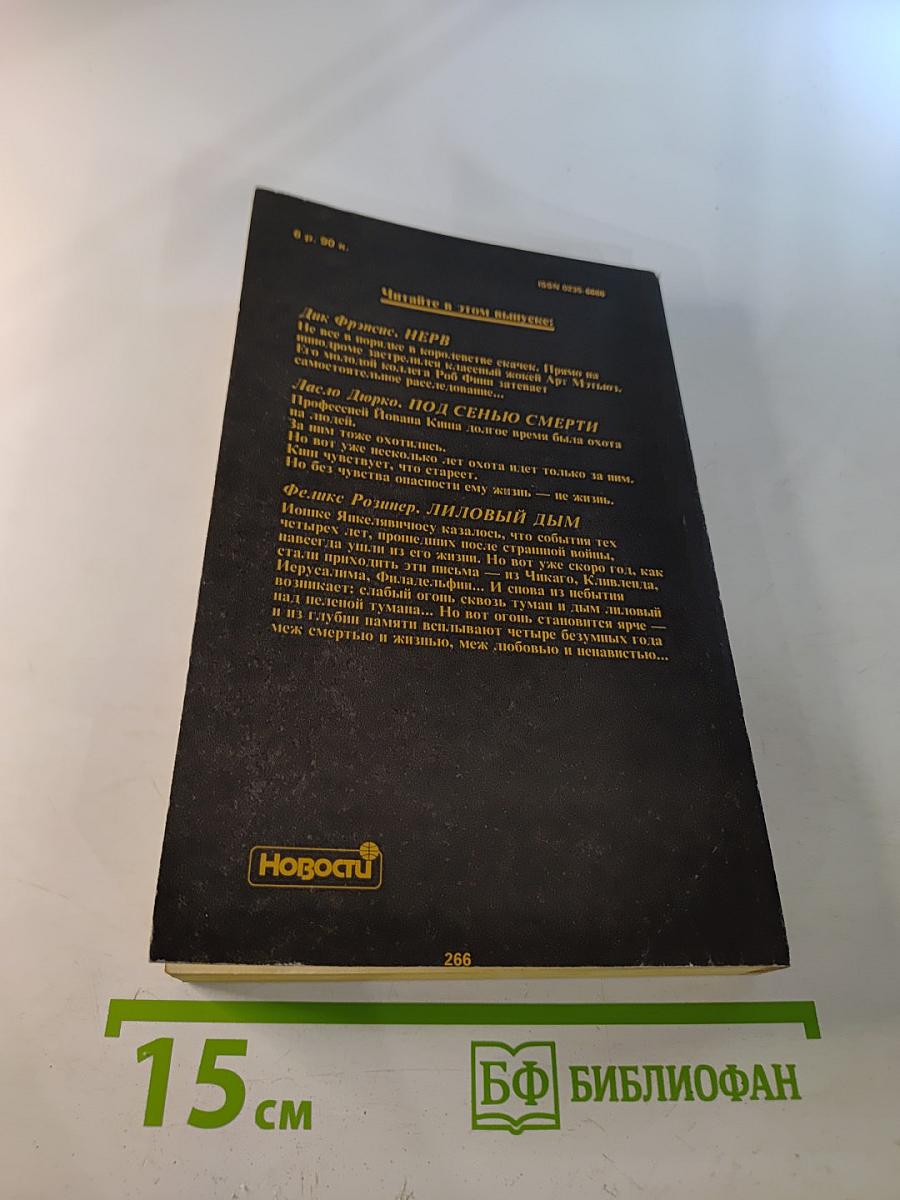 6 р. 90 к.
ISSN 0235-6686
Читайте в этом выпуске:
Дик Фрэнсис. НЕРВ
Не все в порядке в королевстве скачек. Прямо на
ипподроме застрелился классный жокей Арт Мэтьюз.
Его молодой коллега Роб Финн затевает
самостоятельное расследование...
Ласло Дюрко. ПОД СЕНЬЮ СМЕРТИ
Профессией Йована Киша долгое время была охота
на людей.
За ним тоже охотились.
Но вот уже несколько лет охота идет только за ним.
Киш чувствует, что стареет.
Но без чувства опасности ему жизнь — не жизнь.
Феликс Розинер. ЛИЛОВЫЙ ДЫМ
Йошке Янкелявичюсу казалось, что события тех
четырех лет, прошедших после страшной войны,
навсегда ушли из его жизни. Но вот уже скоро год, как
стали приходить эти письма — из Чикаго, Кливленда,
Иерусалима, Филадельфии... И снова из небытия
возникает: слабый огонь сквозь туман и дым лиловый
над пеленой тумана... Но вот огонь становится ярче —
и из глубин памяти всплывают четыре безумных года
меж смертью и жизнью, меж любовью и ненавистью...
Новости
266
15 см
БФ БИБЛИОФАН